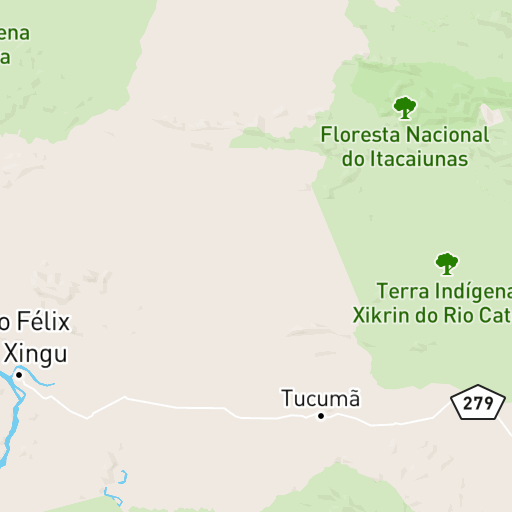 ena
a
Floresta Nacional
do Itacaiunas
Terra Indígena
Xikrin do Rio Cat
o Félix
Xingu
Tucumã
279